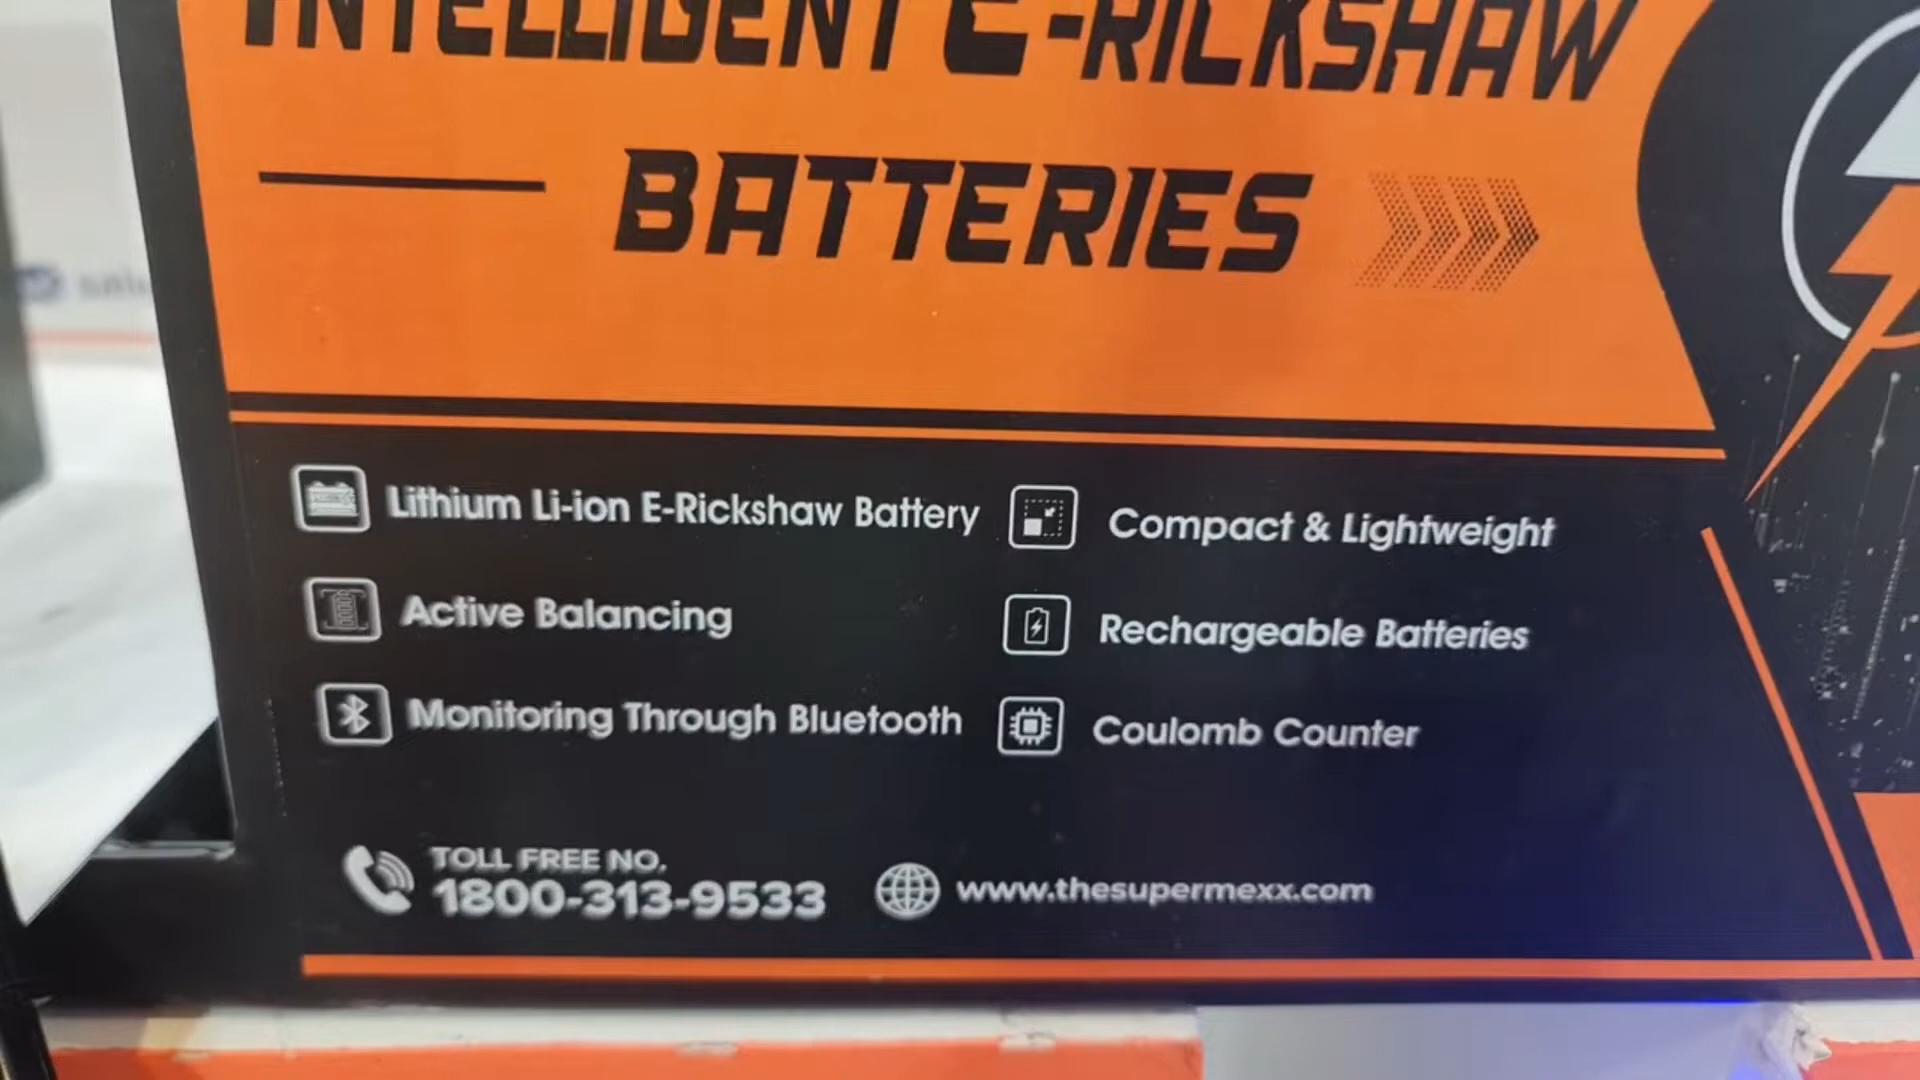 INTELLIGENT E-RICKSHAW
BATTERIES
Lithium Li-ion E-Rickshaw Battery
Compact & Lightweight
Active Balancing
Rechargeable Batteries
Monitoring Through Bluetooth
Coulomb Counter
TOLL FREE NO.
1800-313-9533
www.thesupermexx.com